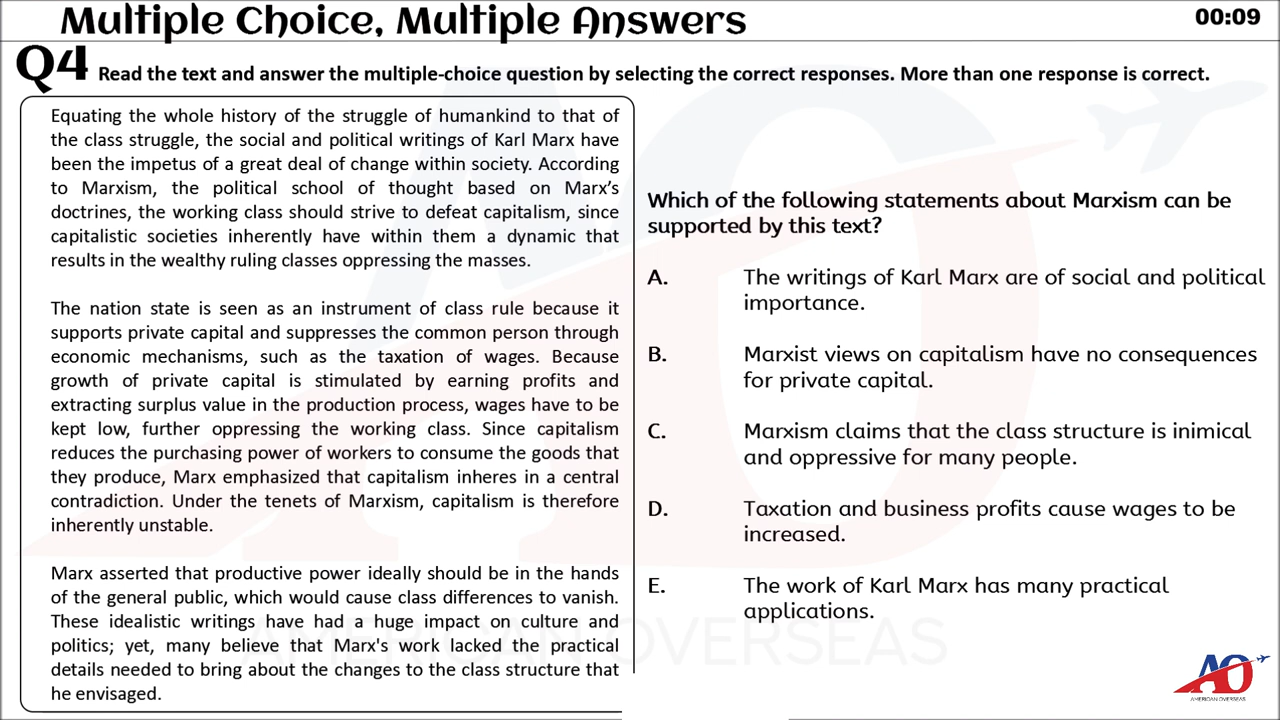 Multiple Choice, Multiple Answers
00:09
Q4 Read the text and answer the multiple-choice question by selecting the correct responses. More than one response is correct.
Equating the whole history of the struggle of humankind to that of
the class struggle, the social and political writings of Karl Marx have
been the impetus of a great deal of change within society. According
to Marxism, the political school of thought based on Marx’s
doctrines, the working class should strive to defeat capitalism, since
capitalistic societies inherently have within them a dynamic that
results in the wealthy ruling classes oppressing the masses.
The nation state is seen as an instrument of class rule because it
supports private capital and suppresses the common person through
economic mechanisms, such as the taxation of wages. Because
growth of private capital is stimulated by earning profits and
extracting surplus value in the production process, wages have to be
kept low, further oppressing the working class. Since capitalism
reduces the purchasing power of workers to consume the goods that
they produce, Marx emphasized that capitalism inheres in a central
contradiction. Under the tenets of Marxism, capitalism is therefore
inherently unstable.
Marx asserted that productive power ideally should be in the hands
of the general public, which would cause class differences to vanish.
These idealistic writings have had a huge impact on culture and
politics; yet, many believe that Marx's work lacked the practical
details needed to bring about the changes to the class structure that
he envisaged.
Which of the following statements about Marxism can be
supported by this text?
A. The writings of Karl Marx are of social and political
importance.
B. Marxist views on capitalism have no consequences
for private capital.
C. Marxism claims that the class structure is inimical
and oppressive for many people.
D. Taxation and business profits cause wages to be
increased.
E. The work of Karl Marx has many practical
applications.
AMERICAN OVERSEAS
AO
AMERICAN OVERSEAS